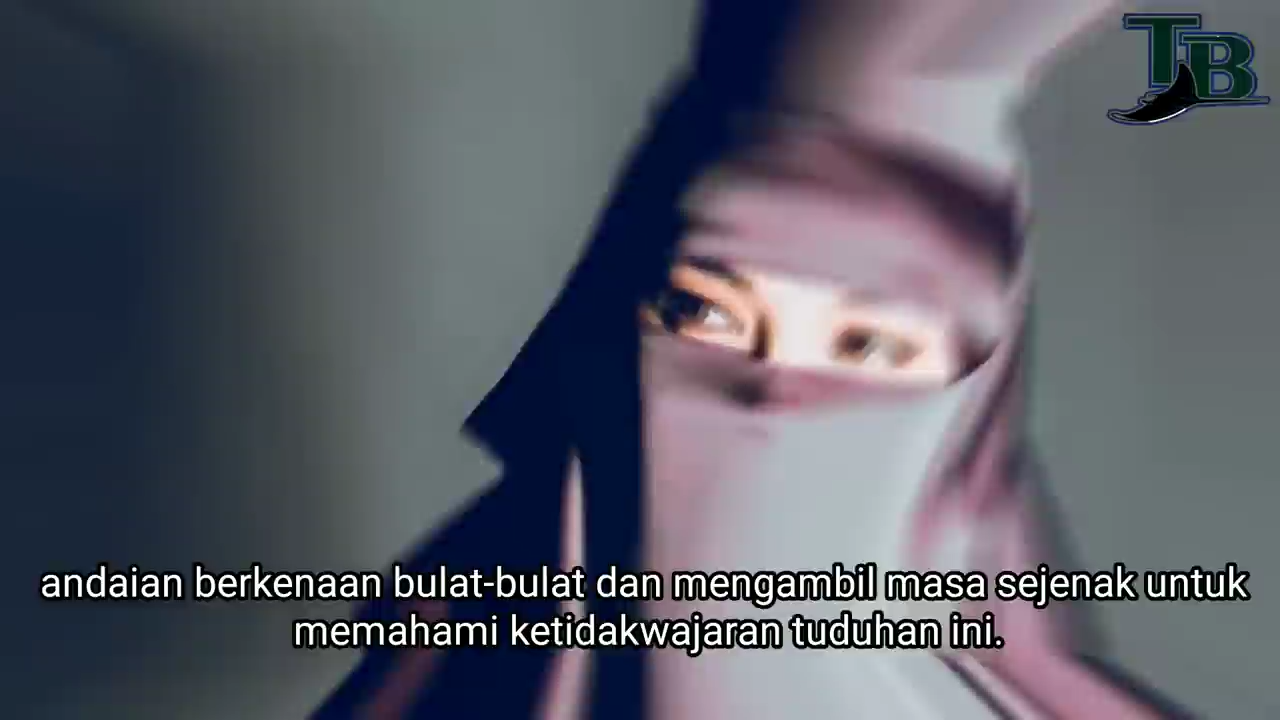 TB
andaian berkenaan bulat-bulat dan mengambil masa sejenak untuk
memahami ketidakwajaran tuduhan ini.